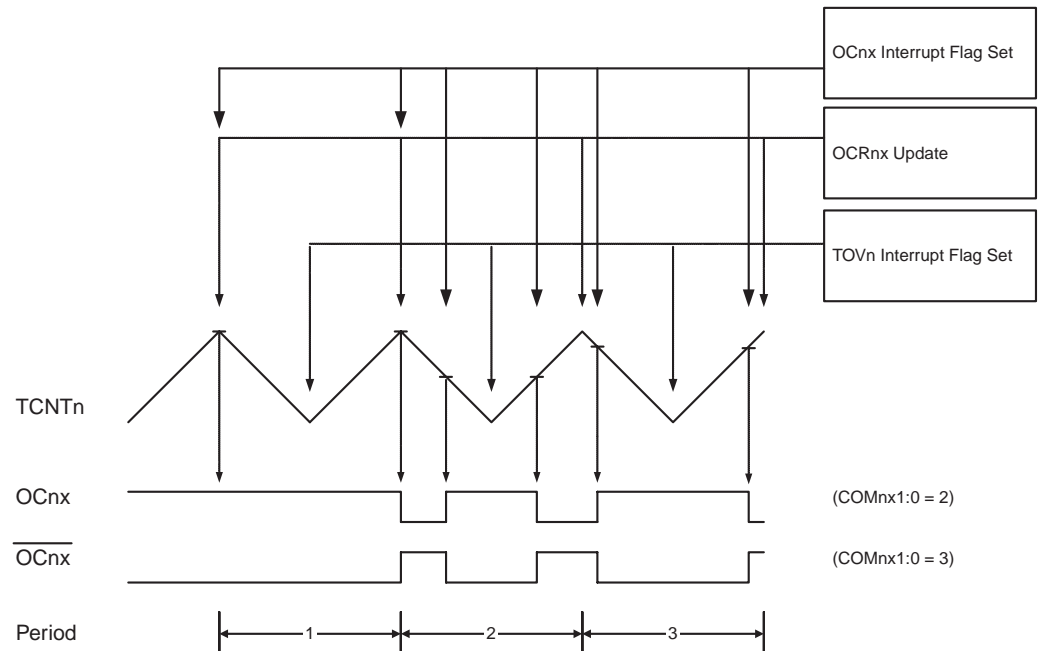 OCnx Interrupt Flag Set
OCRnx Update
TOVn Interrupt Flag Set
TCNTn
OCnx
(COMnx1:0 = 2)
OCnx
(COMnx1:0 = 3)
Period
1
2
3